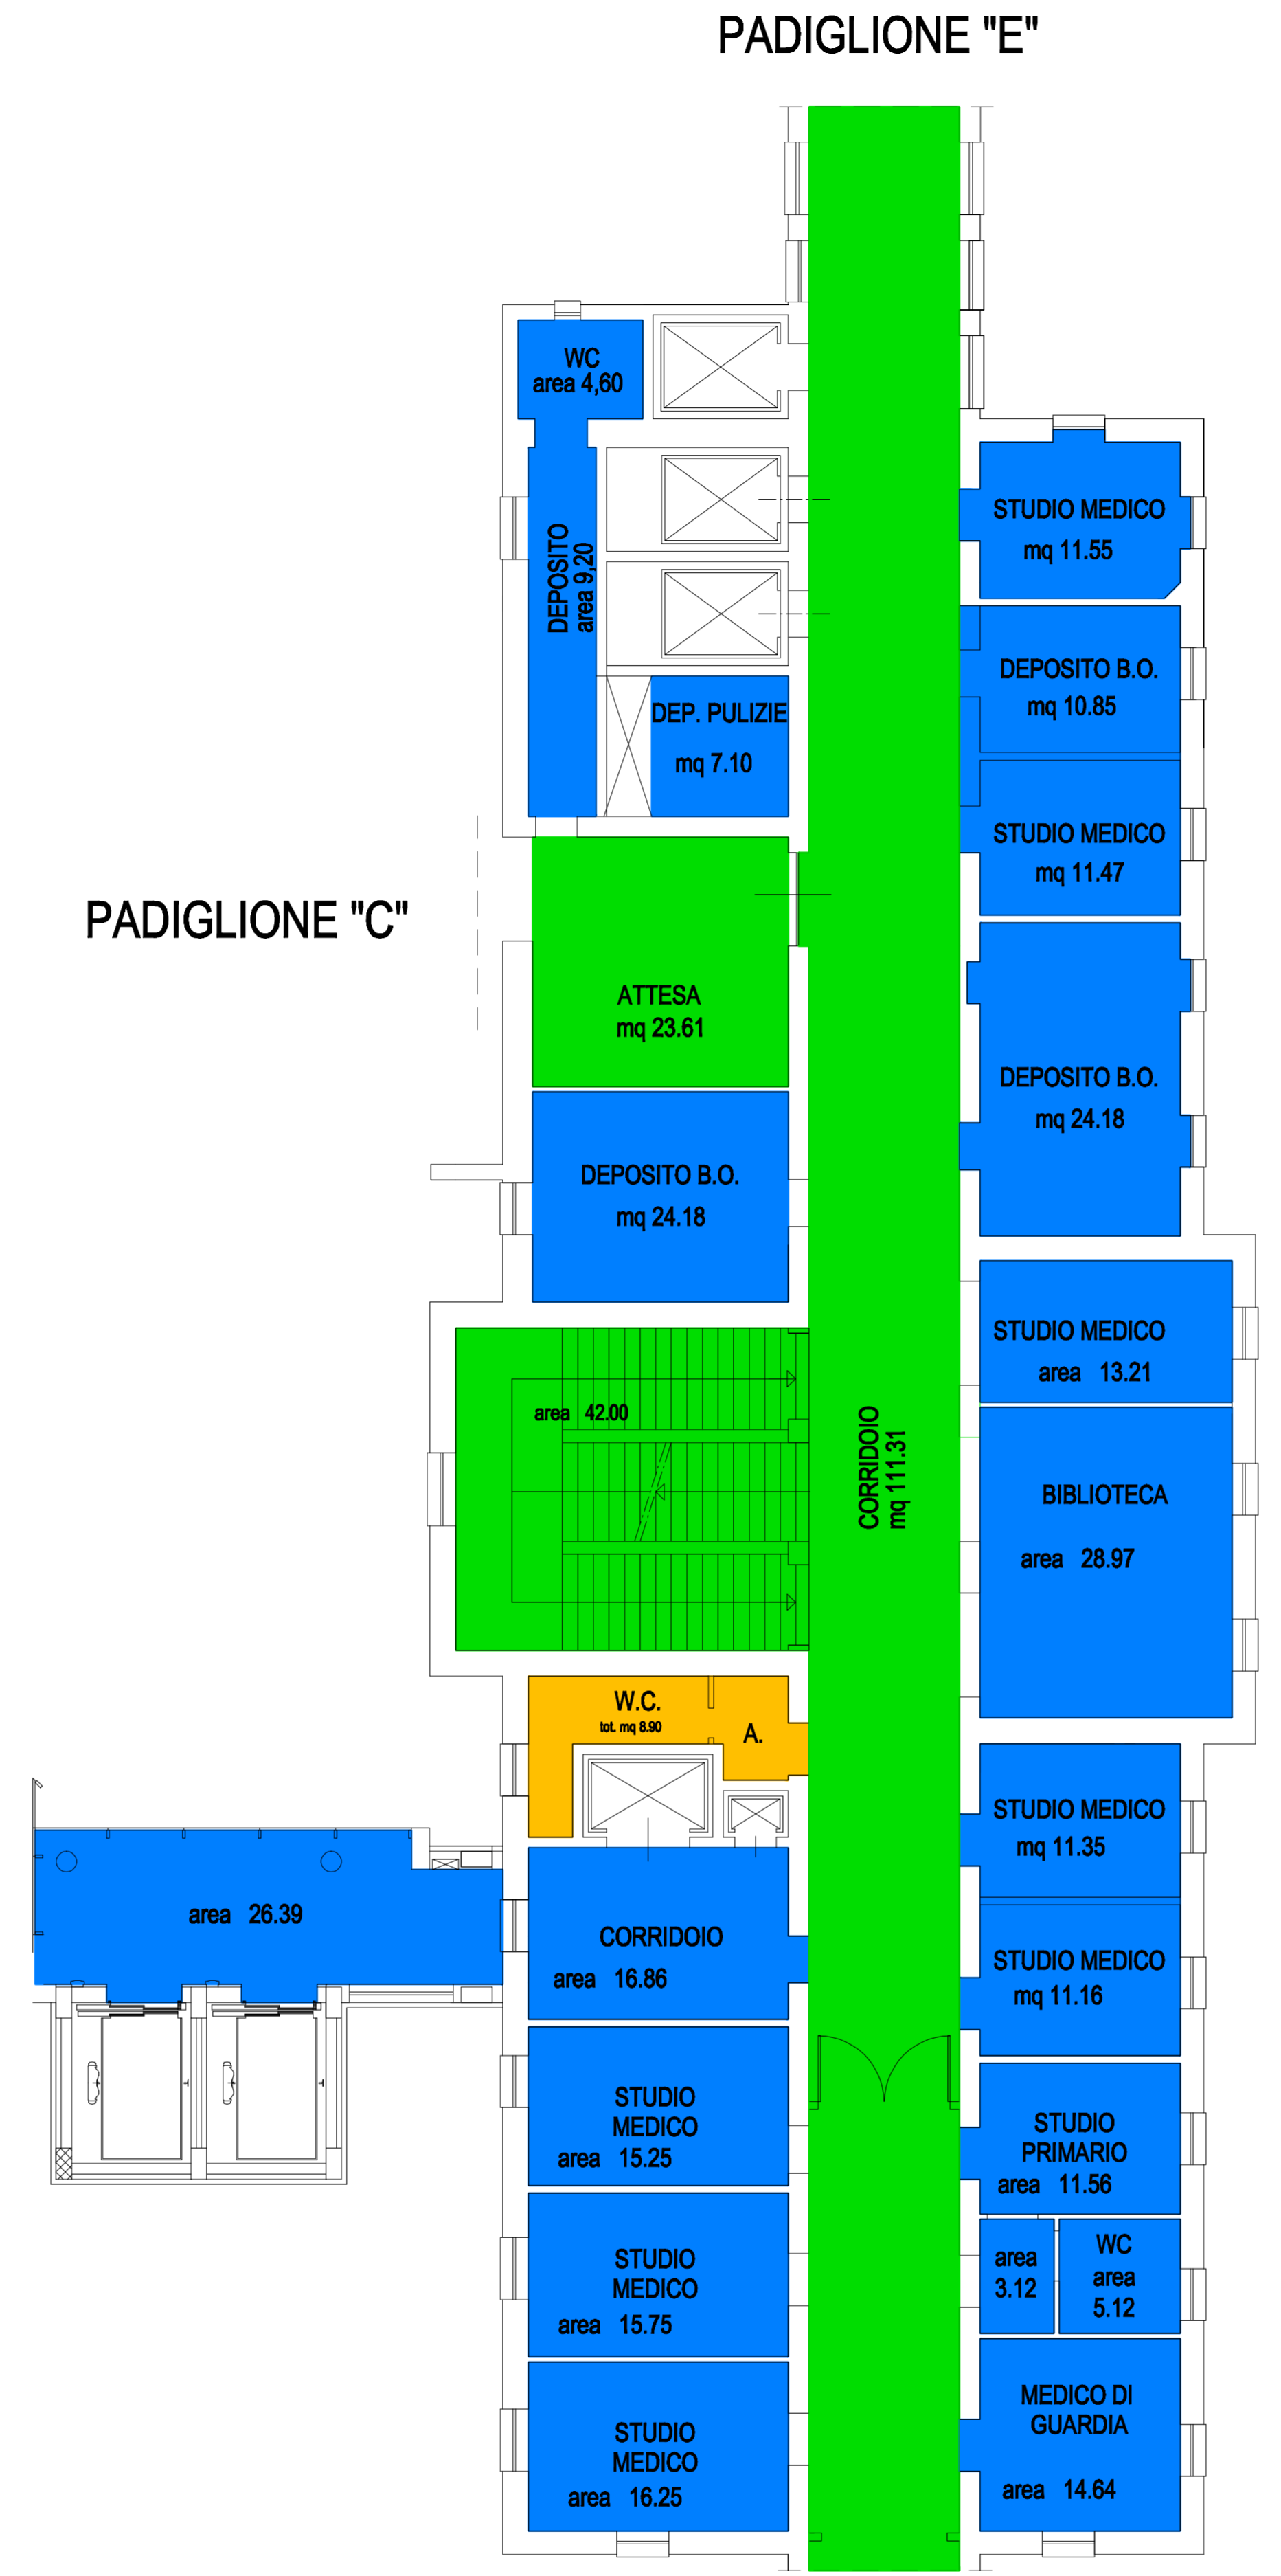 PADIGLIONE "E"
WC
area 4,60
DEPOSITO
area 9,20
DEP. PULIZIE
mq 7.10
STUDIO MEDICO
mq 11.55
DEPOSITO B.O.
mq 10.85
STUDIO MEDICO
mq 11.47
PADIGLIONE "C"
ATTESA
mq 23.61
DEPOSITO B.O.
mq 24.18
DEPOSITO B.O.
mq 24.18
STUDIO MEDICO
area 13.21
area 42.00
CORRIDOIO
mq 111.31
BIBLIOTECA
area 28.97
W.C.
tot. mq 8.90
A.
STUDIO MEDICO
mq 11.35
area 26.39
CORRIDOIO
area 16.86
STUDIO MEDICO
mq 11.16
STUDIO
MEDICO
area 15.25
STUDIO
PRIMARIO
area 11.56
STUDIO
MEDICO
area 15.75
area
3.12
WC
area
5.12
STUDIO
MEDICO
area 16.25
MEDICO DI
GUARDIA
area 14.64